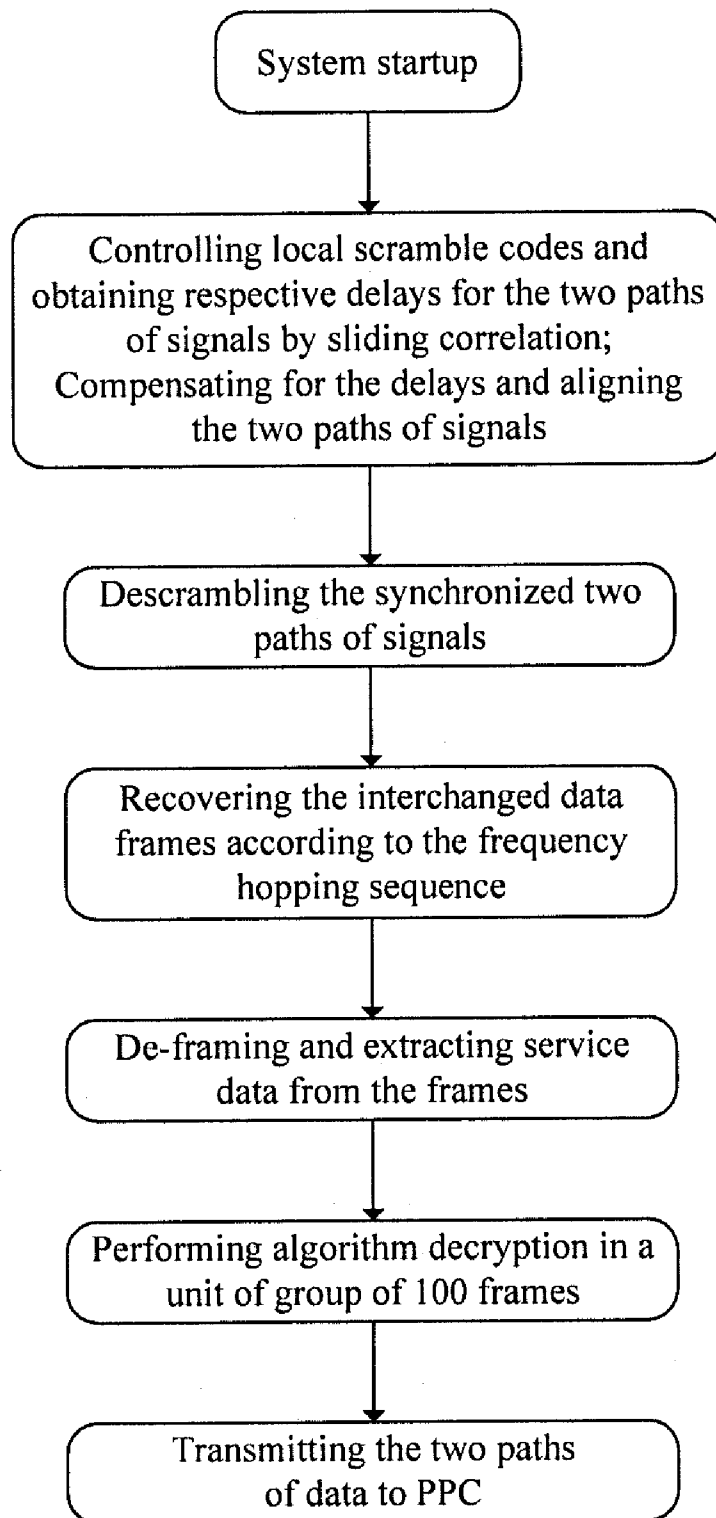 System startup
Controlling local scramble codes and
obtaining respective delays for the two paths
of signals by sliding correlation;
Compensating for the delays and aligning
the two paths of signals
Descrambling the synchronized two
paths of signals
Recovering the interchanged data
frames according to the frequency
hopping sequence
De-framing and extracting service
data from the frames
Performing algorithm decryption in a
unit of group of 100 frames
Transmitting the two paths
of data to PPC